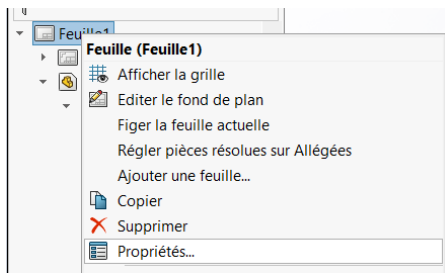 Feuille1
Feuille (Feuille1)
Afficher la grille
Editer le fond de plan
Figer la feuille actuelle
Régler pièces résolues sur Allégées
Ajouter une feuille...
Copier
Supprimer
Propriétés...